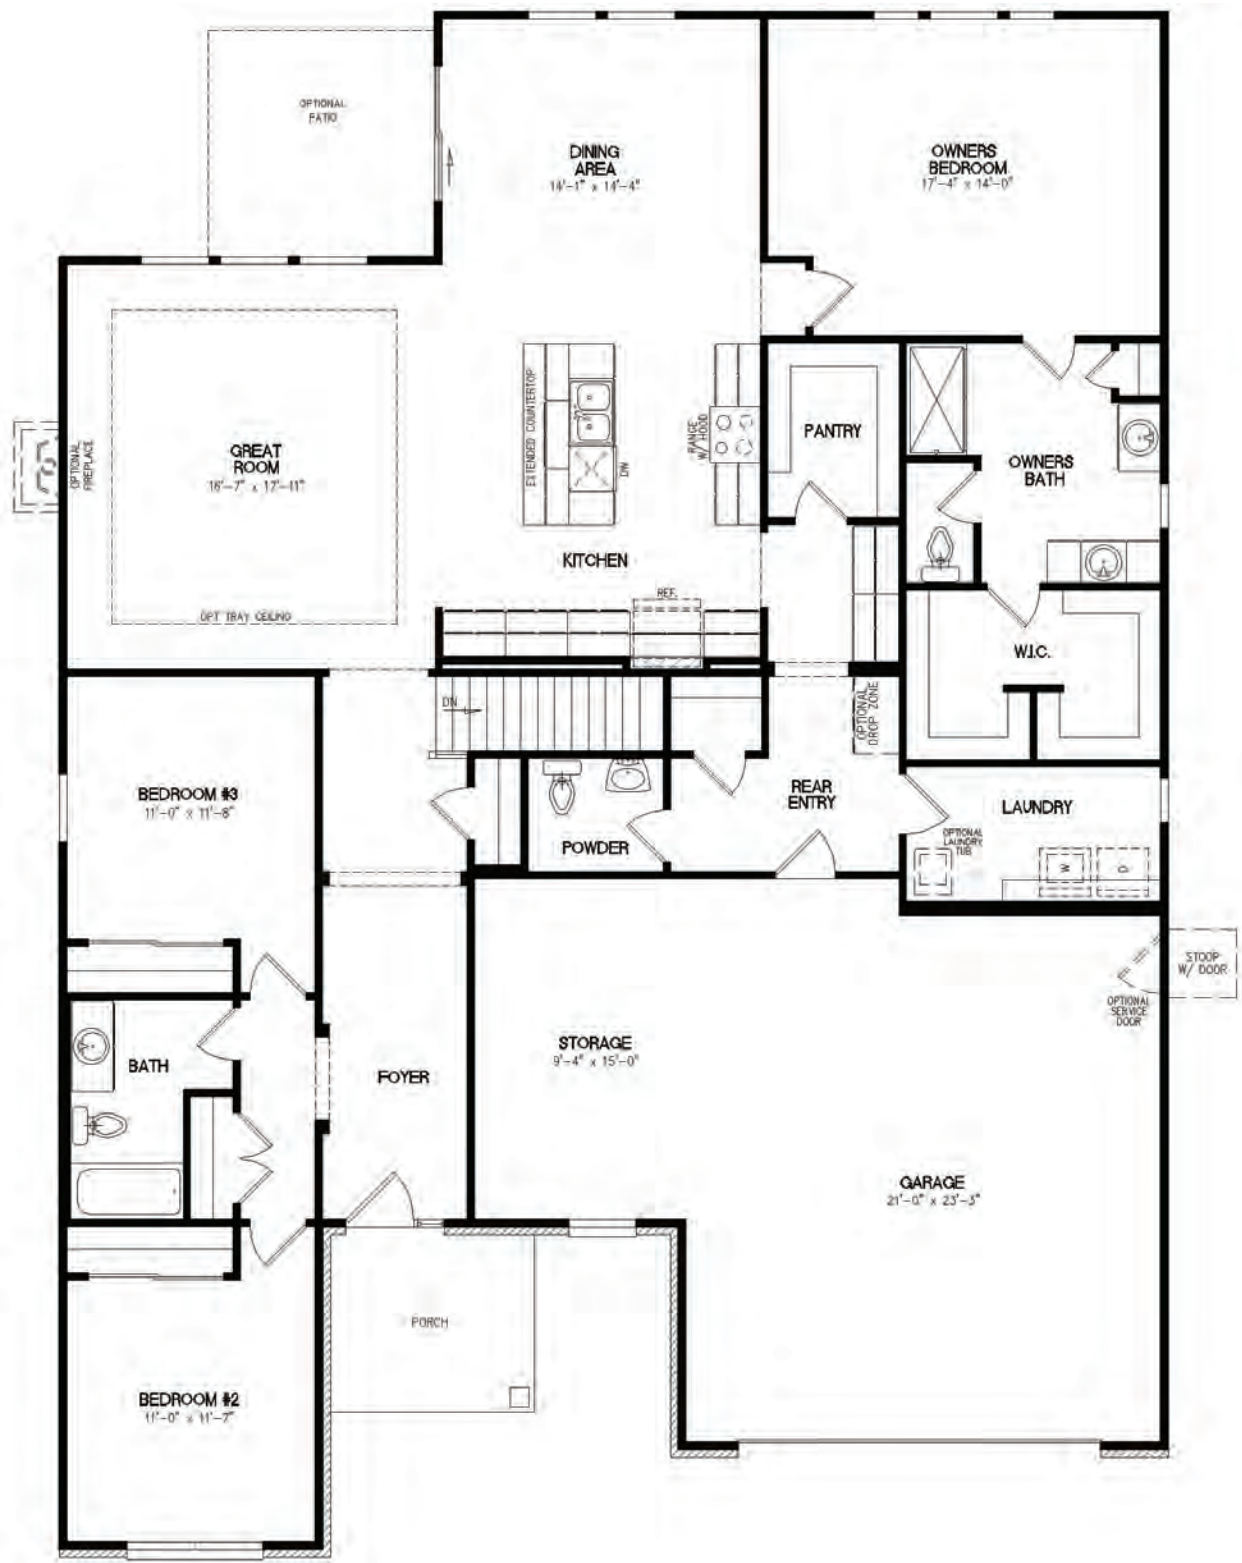 OPTIONAL
PATIO
DINING
AREA
14'-1" x 14'-4"
OWNERS
BEDROOM
17'-4" x 14'-0"
GREAT
ROOM
16'-7" x 17'-11"
OPTIONAL
FIREPLACE
OPT TRAY CEILING
EXTENDED COUNTERTOP
DW
RANGE
W/ HOOD
KITCHEN
REF.
PANTRY
OWNERS
BATH
W.I.C.
DN
OPTIONAL
DROP ZONE
BEDROOM #3
11'-0" x 11'-8"
POWDER
REAR
ENTRY
LAUNDRY
OPTIONAL
LAUNDRY
TUB
W
D
STOOP
W/ DOOR
OPTIONAL
SERVICE
DOOR
BATH
FOYER
STORAGE
9'-4" x 15'-0"
GARAGE
21'-0" x 23'-3"
PORCH
BEDROOM #2
11'-0" x 11'-7"